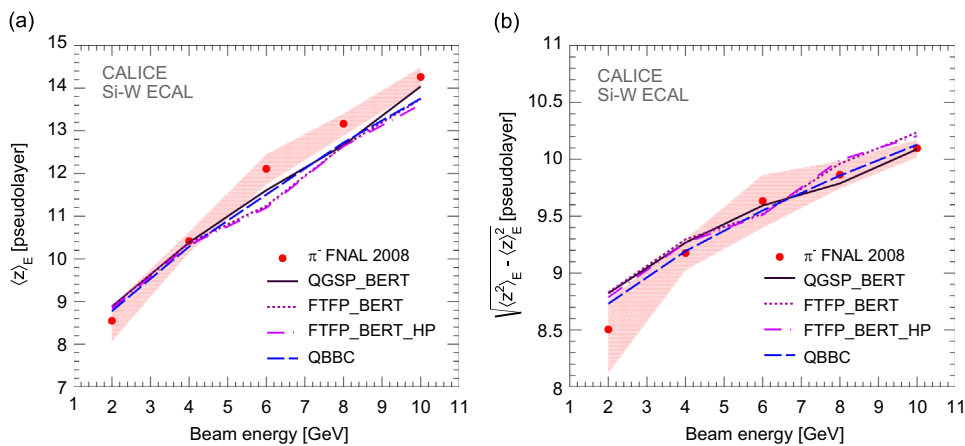 (a)
15
14
13
12
11
10
9
8
7
⟨z⟩E [pseudolayer]
CALICE
Si-W ECAL
π⁻ FNAL 2008
QGSP_BERT
FTFP_BERT
FTFP_BERT_HP
QBBC
1 2 3 4 5 6 7 8 9 10 11
Beam energy [GeV]
(b)
11
10.5
10
9.5
9
8.5
8
√⟨z²⟩E - ⟨z⟩²E [pseudolayer]
CALICE
Si-W ECAL
π⁻ FNAL 2008
QGSP_BERT
FTFP_BERT
FTFP_BERT_HP
QBBC
1 2 3 4 5 6 7 8 9 10 11
Beam energy [GeV]